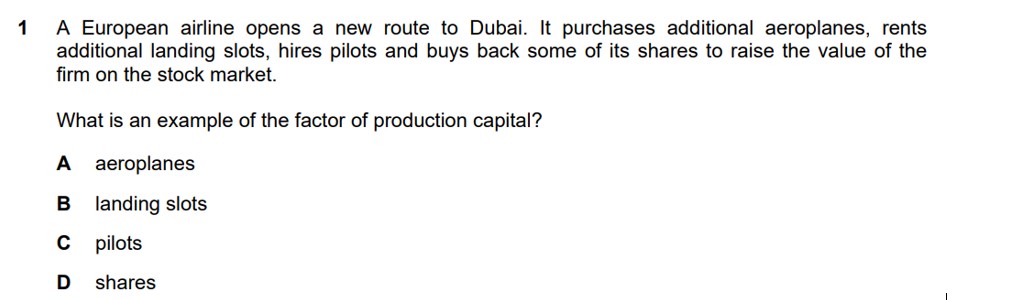 1 A European airline opens a new route to Dubai. It purchases additional aeroplanes, rents
additional landing slots, hires pilots and buys back some of its shares to raise the value of the
firm on the stock market.
What is an example of the factor of production capital?
A aeroplanes
B landing slots
C pilots
D shares